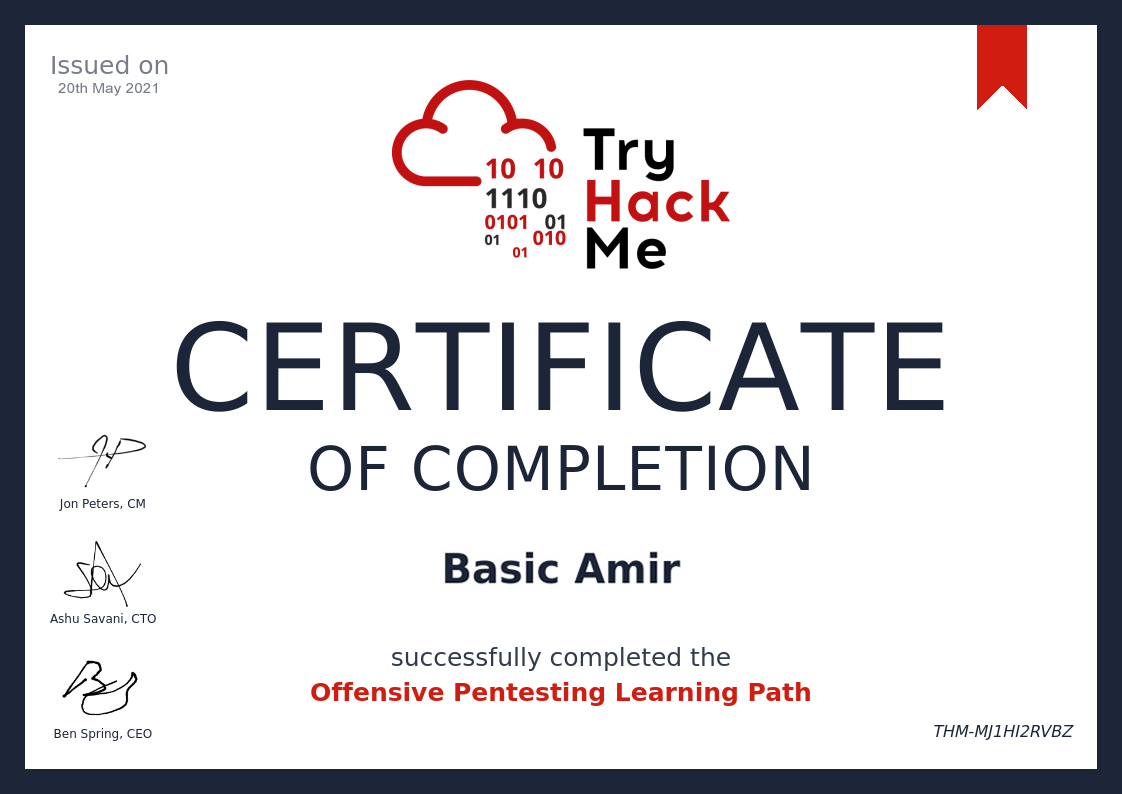 Issued on
20th May 2021
10 10
1110
0101 01
01 010
01
Try
Hack
Me
CERTIFICATE
OF COMPLETION
Jon Peters, CM
Basic Amir
Ashu Savani, CTO
successfully completed the
Offensive Pentesting Learning Path
Ben Spring, CEO
THM-MJ1HI2RVBZ